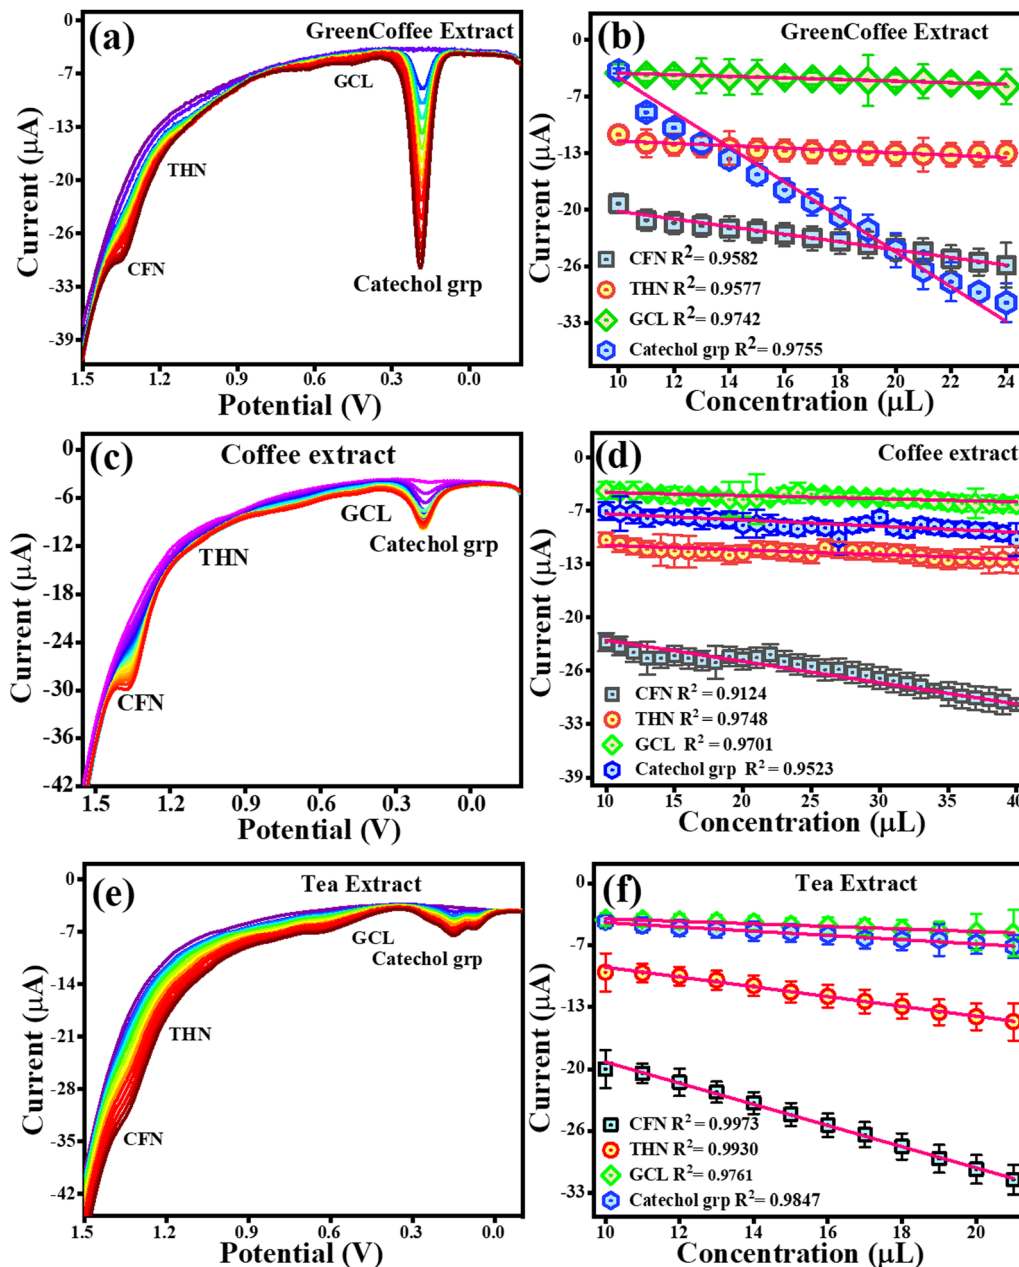 (a)
GreenCoffee Extract
0
-7
-13
-20
-26
-33
-39
Current (μA)
GCL
THN
CFN
Catechol grp
1.5
1.2
0.9
0.6
0.3
0.0
Potential (V)
(b)
GreenCoffee Extract
0
-7
-13
-20
-26
-33
Current (μA)
CFN R²= 0.9582
THN R²= 0.9577
GCL R²= 0.9742
Catechol grp R²= 0.9755
10
12
14
16
18
20
22
24
Concentration (μL)
(c)
Coffee extract
0
-6
-12
-18
-24
-30
-36
-42
Current (μA)
GCL
THN
Catechol grp
CFN
1.5
1.2
0.9
0.6
0.3
0.0
Potential (V)
(d)
Coffee extract
0
-7
-13
-20
-26
-33
-39
Current (μA)
CFN R² = 0.9124
THN R² = 0.9748
GCL R² = 0.9701
Catechol grp R² = 0.9523
10
15
20
25
30
35
40
Concentration (μL)
(e)
Tea Extract
0
-7
-14
-21
-28
-35
-42
Current (μA)
GCL
Catechol grp
THN
CFN
1.5
1.2
0.9
0.6
0.3
0.0
Potential (V)
(f)
Tea Extract
0
-7
-13
-20
-26
-33
Current (μA)
CFN R² = 0.9973
THN R² = 0.9930
GCL R² = 0.9761
Catechol grp R² = 0.9847
10
12
14
16
18
20
Concentration (μL)